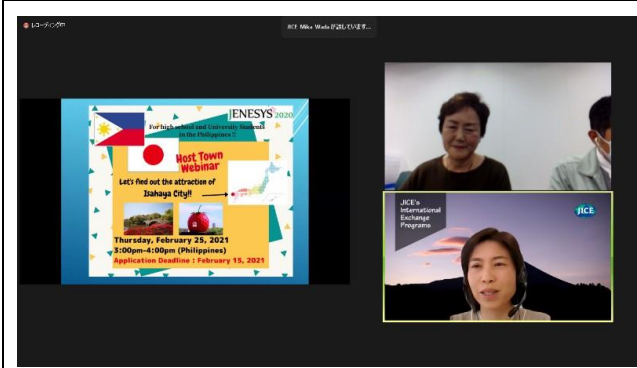 レコーディング中
JICE Mika Wada が話しています...
JENESYS 2020
For high school and University Students
in the Philippines !!
Host Town
Webinar
Let's find out the attraction of
Isahaya City!!
Thursday, February 25, 2021
3:00pm-4:00pm (Philippines)
Application Deadline : February 15, 2021
JICE's
International
Exchange
Programs
JICE